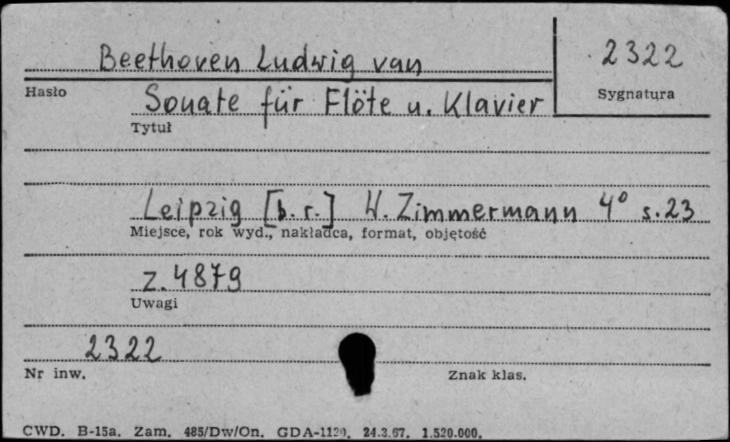 Beethoven Ludwig van
2322
Hasło
Sygnatura
Sonate für Flöte u. Klavier
Tytuł
Leipzig [b.r.] W. Zimmermann 4° s.23
Miejsce, rok wyd., nakładca, format, objętość
Z.4879
Uwagi
2322
Nr inw.
Znak klas.
CWD. B-15a. Zam. 485/Dw/On. GDA-1120. 24.3.67. 1.520.000.